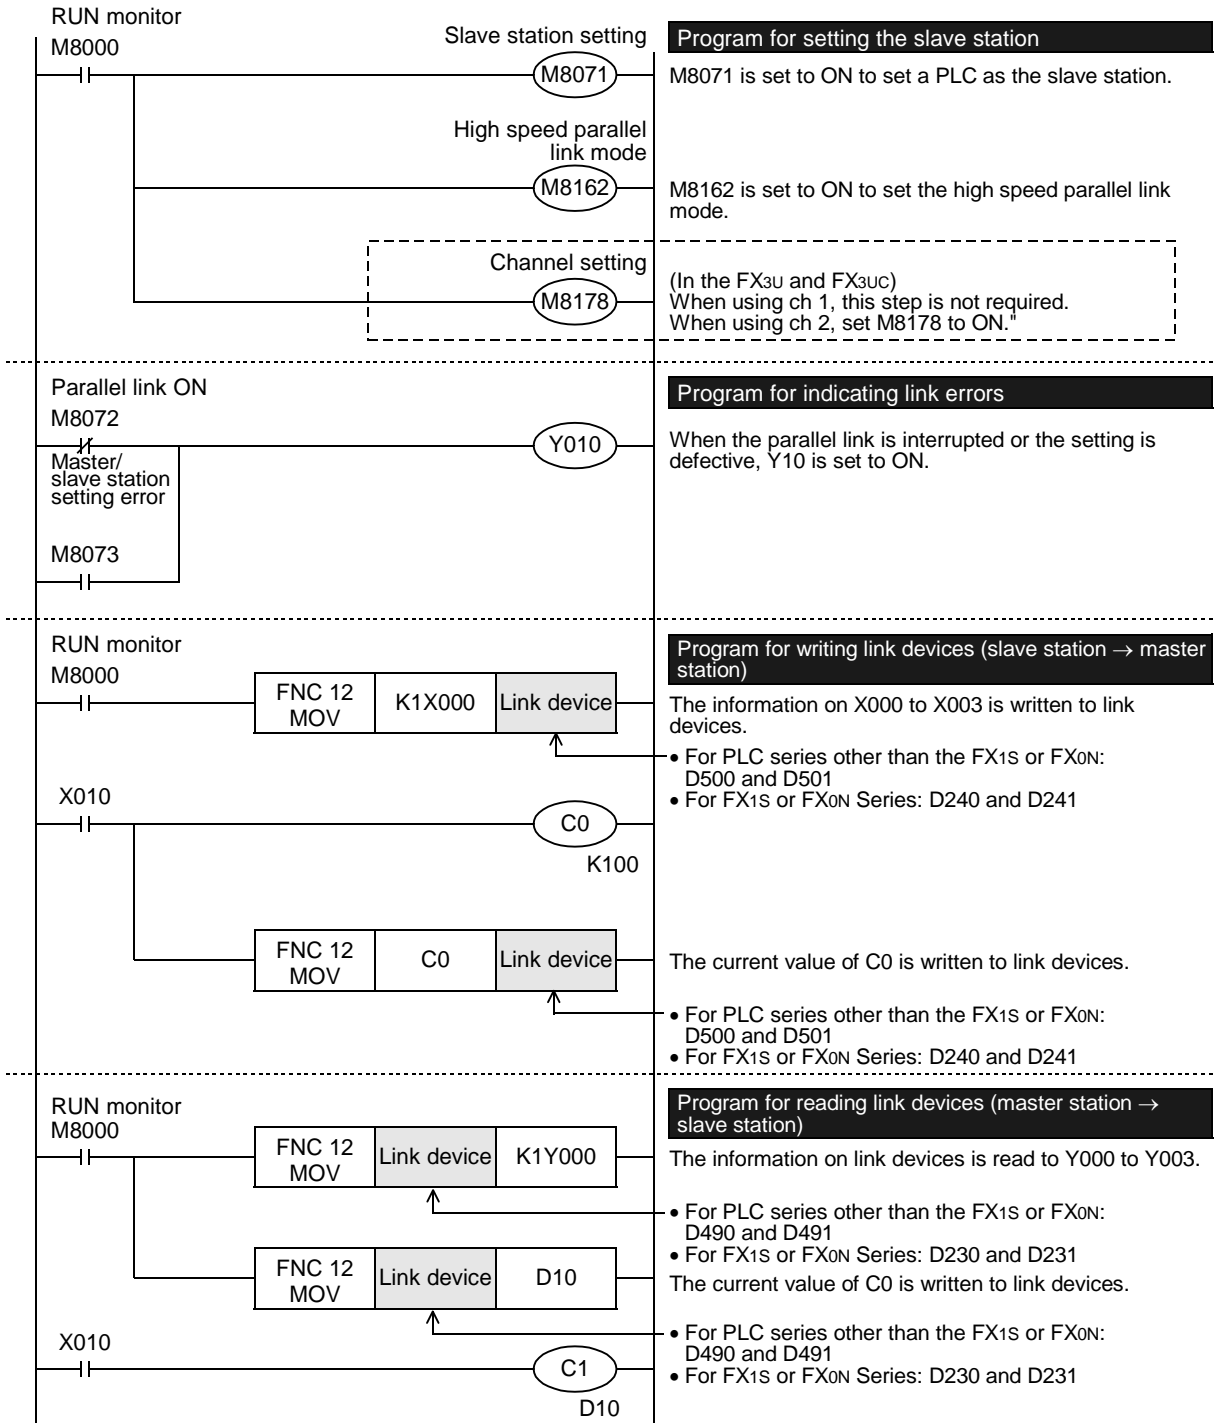 RUN monitor
M8000
Slave station setting
M8071
Program for setting the slave station
M8071 is set to ON to set a PLC as the slave station.
High speed parallel
link mode
M8162
M8162 is set to ON to set the high speed parallel link
mode.
Channel setting
M8178
(In the FX3U and FX3UC)
When using ch 1, this step is not required.
When using ch 2, set M8178 to ON."
Parallel link ON
M8072
Master/
slave station
setting error
M8073
Y010
Program for indicating link errors
When the parallel link is interrupted or the setting is
defective, Y10 is set to ON.
RUN monitor
M8000
FNC 12
MOV
K1X000
Link device
Program for writing link devices (slave station → master
station)
The information on X000 to X003 is written to link
devices.
• For PLC series other than the FX1S or FX0N:
D500 and D501
• For FX1S or FX0N Series: D240 and D241
X010
C0
K100
FNC 12
MOV
C0
Link device
The current value of C0 is written to link devices.
• For PLC series other than the FX1S or FX0N:
D500 and D501
• For FX1S or FX0N Series: D240 and D241
RUN monitor
M8000
FNC 12
MOV
Link device
K1Y000
Program for reading link devices (master station →
slave station)
The information on link devices is read to Y000 to Y003.
• For PLC series other than the FX1S or FX0N:
D490 and D491
• For FX1S or FX0N Series: D230 and D231
FNC 12
MOV
Link device
D10
The current value of C0 is written to link devices.
• For PLC series other than the FX1S or FX0N:
D490 and D491
• For FX1S or FX0N Series: D230 and D231
X010
C1
D10